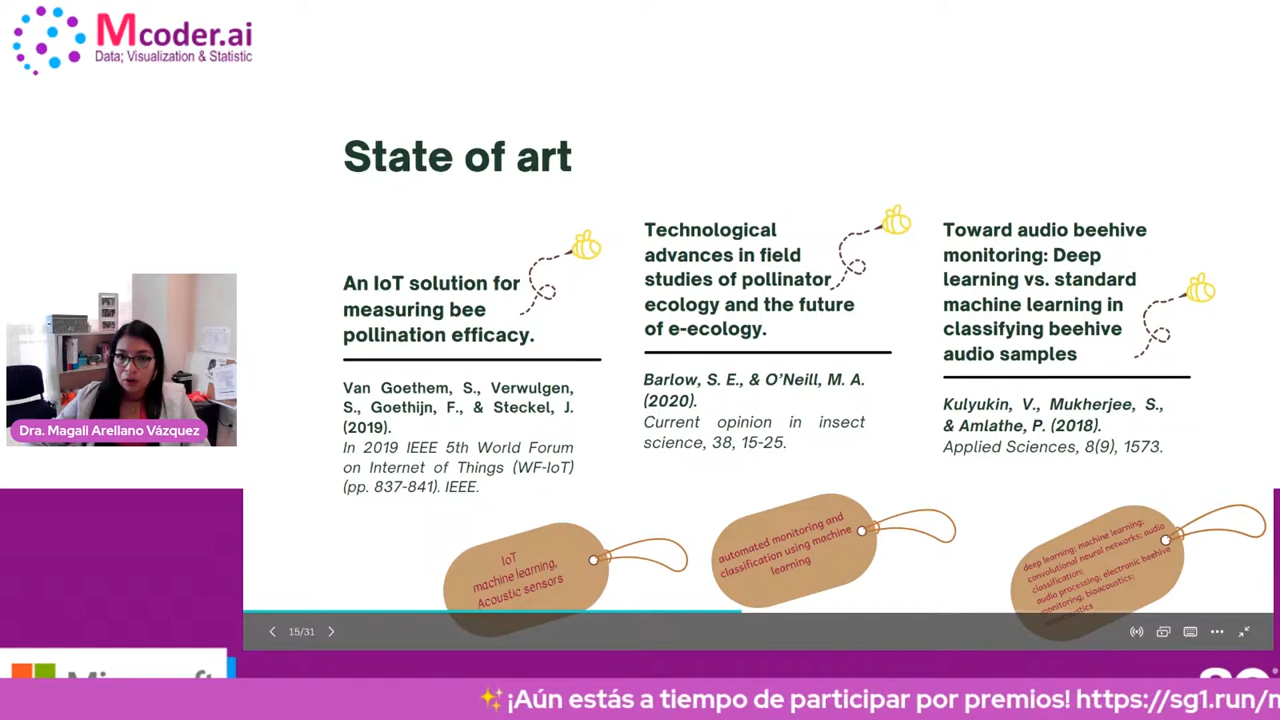 Mcoder.ai
Data; Visualization & Statistic
State of art
An IoT solution for
measuring bee
pollination efficacy.
Van Goethem, S., Verwulgen,
S., Goethijn, F., & Steckel, J.
(2019).
In 2019 IEEE 5th World Forum
on Internet of Things (WF-IoT)
(pp. 837-841). IEEE.
IoT
machine learning,
Acoustic sensors
Technological
advances in field
studies of pollinator
ecology and the future
of e-ecology.
Barlow, S. E., & O’Neill, M. A.
(2020).
Current opinion in insect
science, 38, 15-25.
automated monitoring and
classification using machine
learning
Toward audio beehive
monitoring: Deep
learning vs. standard
machine learning in
classifying beehive
audio samples
Kulyukin, V., Mukherjee, S.,
& Amlathe, P. (2018).
Applied Sciences, 8(9), 1573.
deep learning; machine learning;
convolutional neural networks; audio
classification;
audio processing; electronic beehive
monitoring; bioacoustics;
ecoacoustics
Dra. Magali Arellano Vázquez
15/31
Microsoft
✨ ¡Aún estás a tiempo de participar por premios! https://sg1.run/